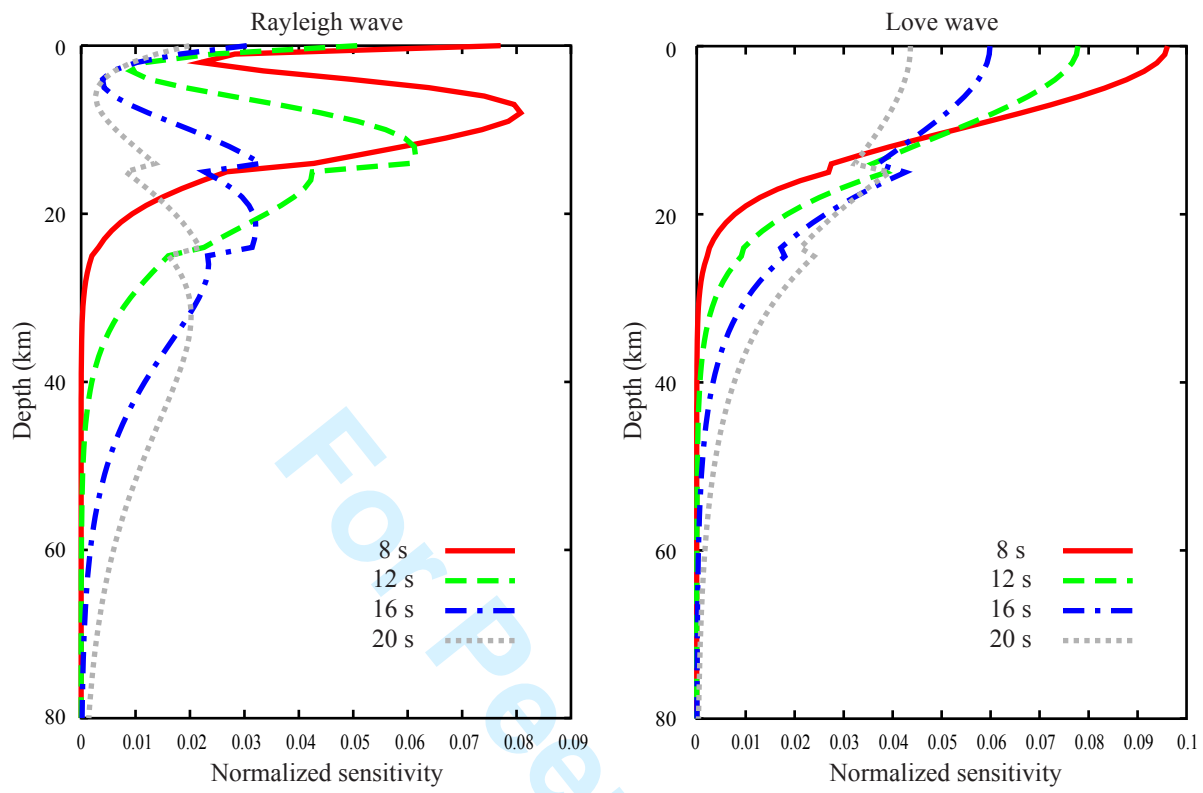 Rayleigh wave
0
20
40
60
80
Depth (km)
8 s
12 s
16 s
20 s
0 0.01 0.02 0.03 0.04 0.05 0.06 0.07 0.08 0.09
Normalized sensitivity
Love wave
0
20
40
60
80
Depth (km)
8 s
12 s
16 s
20 s
0 0.01 0.02 0.03 0.04 0.05 0.06 0.07 0.08 0.09 0.1
Normalized sensitivity
For Pee